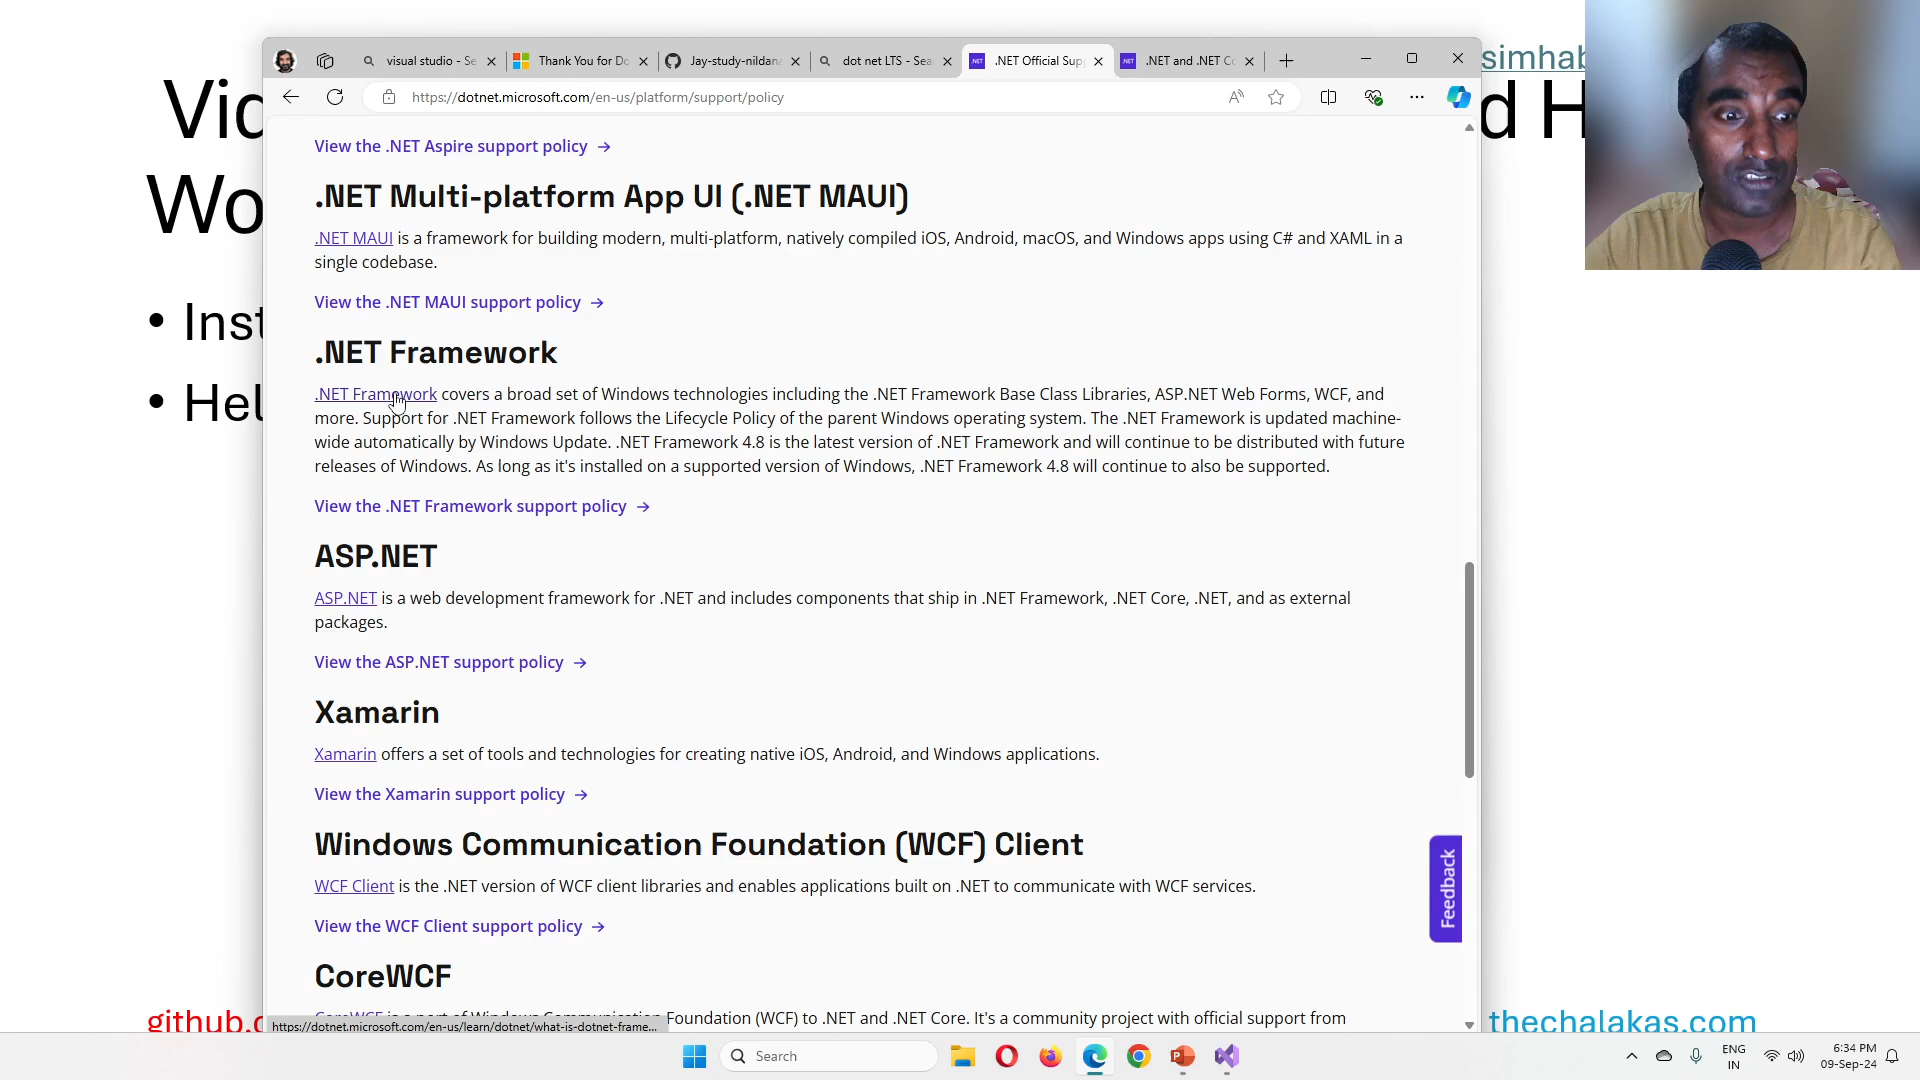 simhab
Vid
d H
Wo
• Inst
• Hel
github.c
thechalakas.com
visual studio - Se
Thank You for Do
Jay-study-nildana
dot net LTS - Sea
.NET Official Sup
.NET and .NET Co
https://dotnet.microsoft.com/en-us/platform/support/policy
View the .NET Aspire support policy →
.NET Multi-platform App UI (.NET MAUI)
.NET MAUI is a framework for building modern, multi-platform, natively compiled iOS, Android, macOS, and Windows apps using C# and XAML in a
single codebase.
View the .NET MAUI support policy →
.NET Framework
.NET Framework covers a broad set of Windows technologies including the .NET Framework Base Class Libraries, ASP.NET Web Forms, WCF, and
more. Support for .NET Framework follows the Lifecycle Policy of the parent Windows operating system. The .NET Framework is updated machine-
wide automatically by Windows Update. .NET Framework 4.8 is the latest version of .NET Framework and will continue to be distributed with future
releases of Windows. As long as it's installed on a supported version of Windows, .NET Framework 4.8 will continue to also be supported.
View the .NET Framework support policy →
ASP.NET
ASP.NET is a web development framework for .NET and includes components that ship in .NET Framework, .NET Core, .NET, and as external
packages.
View the ASP.NET support policy →
Xamarin
Xamarin offers a set of tools and technologies for creating native iOS, Android, and Windows applications.
View the Xamarin support policy →
Windows Communication Foundation (WCF) Client
WCF Client is the .NET version of WCF client libraries and enables applications built on .NET to communicate with WCF services.
View the WCF Client support policy →
Feedback
CoreWCF
CoreWCF is a part of Windows Communication Foundation (WCF) to .NET and .NET Core. It's a community project with official support from
https://dotnet.microsoft.com/en-us/learn/dotnet/what-is-dotnet-frame...
Search
ENG
IN
6:34 PM
09-Sep-24